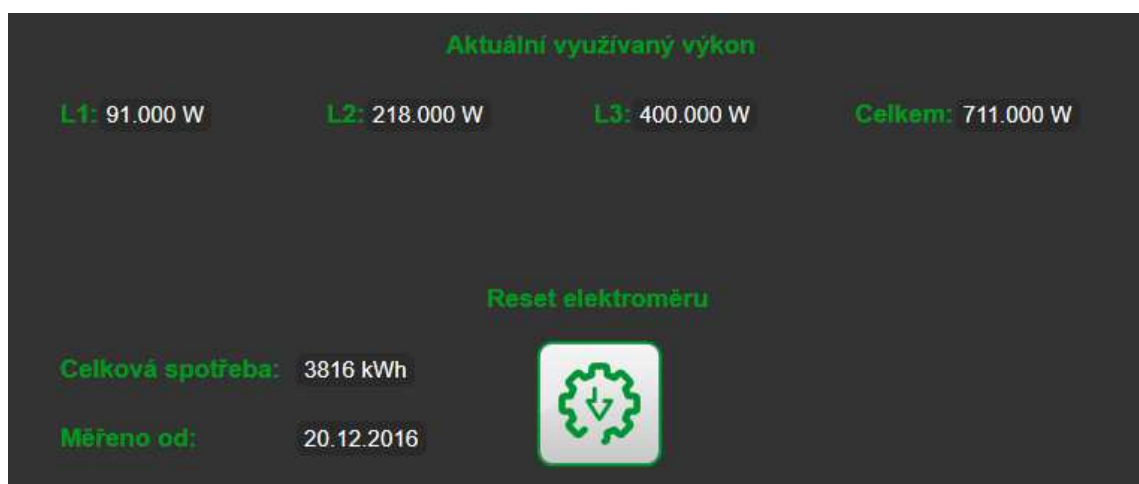 Aktuální využívaný výkon
L1: 91.000 W L2: 218.000 W L3: 400.000 W Celkem: 711.000 W
Reset elektroměru
Celková spotřeba: 3816 kWh
Měřeno od: 20.12.2016